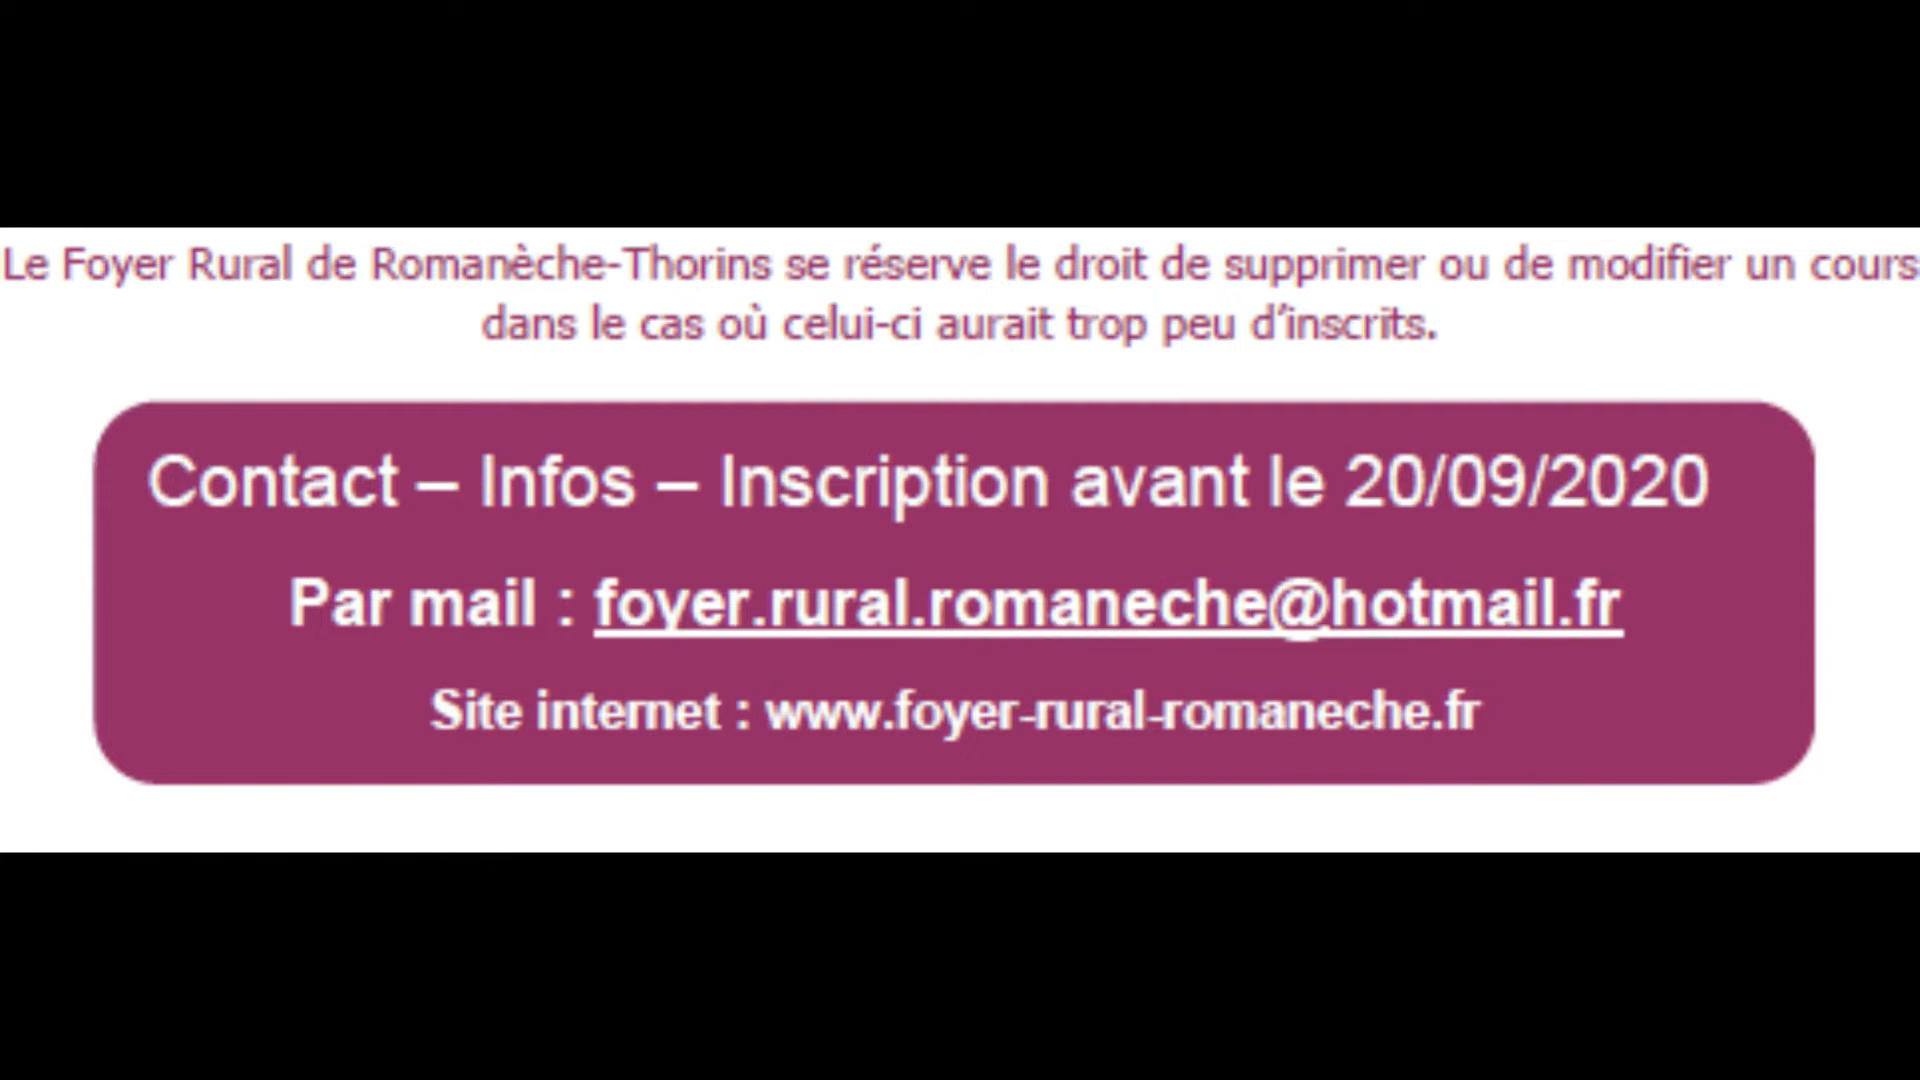 Le Foyer Rural de Romanèche-Thorins se réserve le droit de supprimer ou de modifier un cours
dans le cas où celui-ci aurait trop peu d’inscrits.
Contact – Infos – Inscription avant le 20/09/2020
Par mail : foyer.rural.romaneche@hotmail.fr
Site internet : www.foyer-rural-romaneche.fr